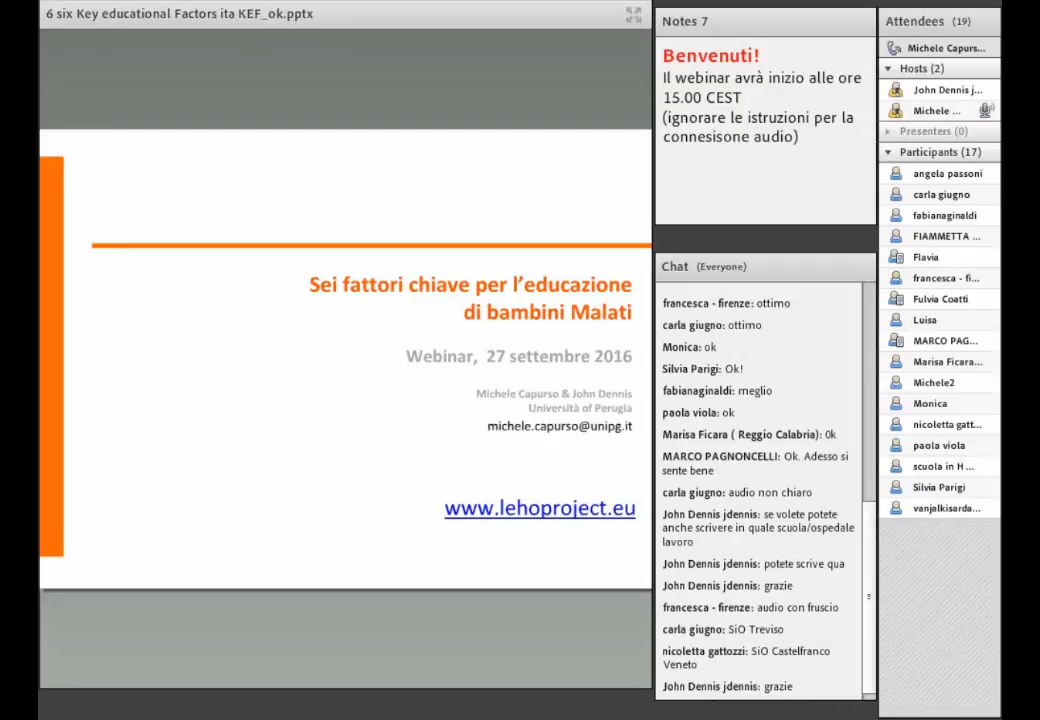 6 six Key educational Factors ita KEF_ok.pptx
Sei fattori chiave per l'educazione
di bambini Malati
Webinar, 27 settembre 2016
Michele Capurso & John Dennis
Università di Perugia
michele.capurso@unipg.it
www.lehoproject.eu
Notes 7
Benvenuti!
Il webinar avrà inizio alle ore
15.00 CEST
(ignorare le istruzioni per la
connesisone audio)
Chat (Everyone)
francesca - firenze: ottimo
carla giugno: ottimo
Monica: ok
Silvia Parigi: Ok!
fabianaginaldi: meglio
paola viola: ok
Marisa Ficara ( Reggio Calabria): 0k
MARCO PAGNONCELLI: Ok. Adesso si
sente bene
carla giugno: audio non chiaro
John Dennis jdennis: se volete potete
anche scrivere in quale scuola/ospedale
lavoro
John Dennis jdennis: potete scrive qua
John Dennis jdennis: grazie
francesca - firenze: audio con fruscio
carla giugno: SiO Treviso
nicoletta gattozzi: SiO Castelfranco
Veneto
John Dennis jdennis: grazie
Attendees (19)
Michele Capurs...
Hosts (2)
John Dennis j...
Michele ...
Presenters (0)
Participants (17)
angela passoni
carla giugno
fabianaginaldi
FIAMMETTA ...
Flavia
francesca - fi...
Fulvia Coatti
Luisa
MARCO PAG...
Marisa Ficara...
Michele2
Monica
nicoletta gatt...
paola viola
scuola in H ...
Silvia Parigi
vanjalkisarda...